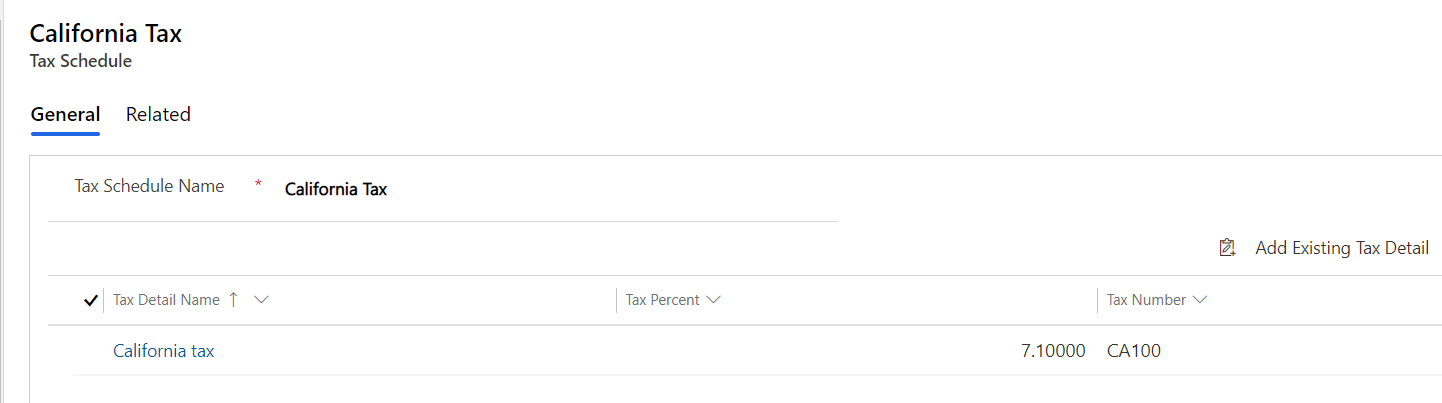 California Tax
Tax Schedule
General Related
Tax Schedule Name * California Tax
Add Existing Tax Detail
Tax Detail Name ↑ Tax Percent Tax Number
California tax 7.10000 CA100